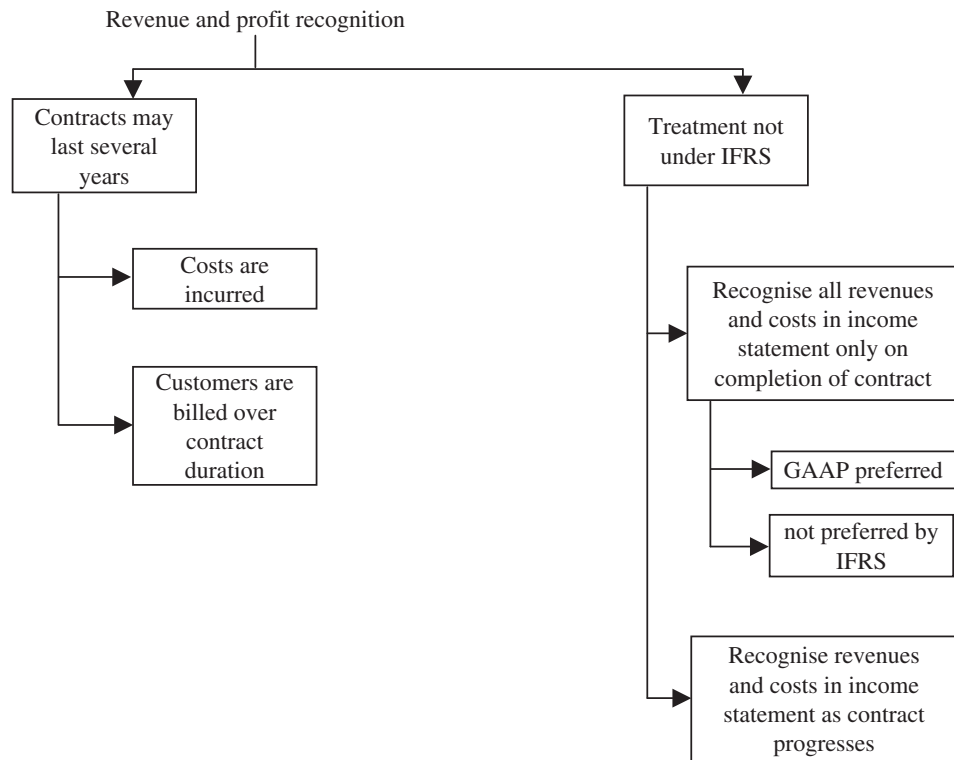 Revenue and profit recognition
Contracts may
last several
years
Costs are
incurred
Customers are
billed over
contract
duration
Treatment not
under IFRS
Recognise all revenues
and costs in income
statement only on
completion of contract
GAAP preferred
not preferred by
IFRS
Recognise revenues
and costs in income
statement as contract
progresses